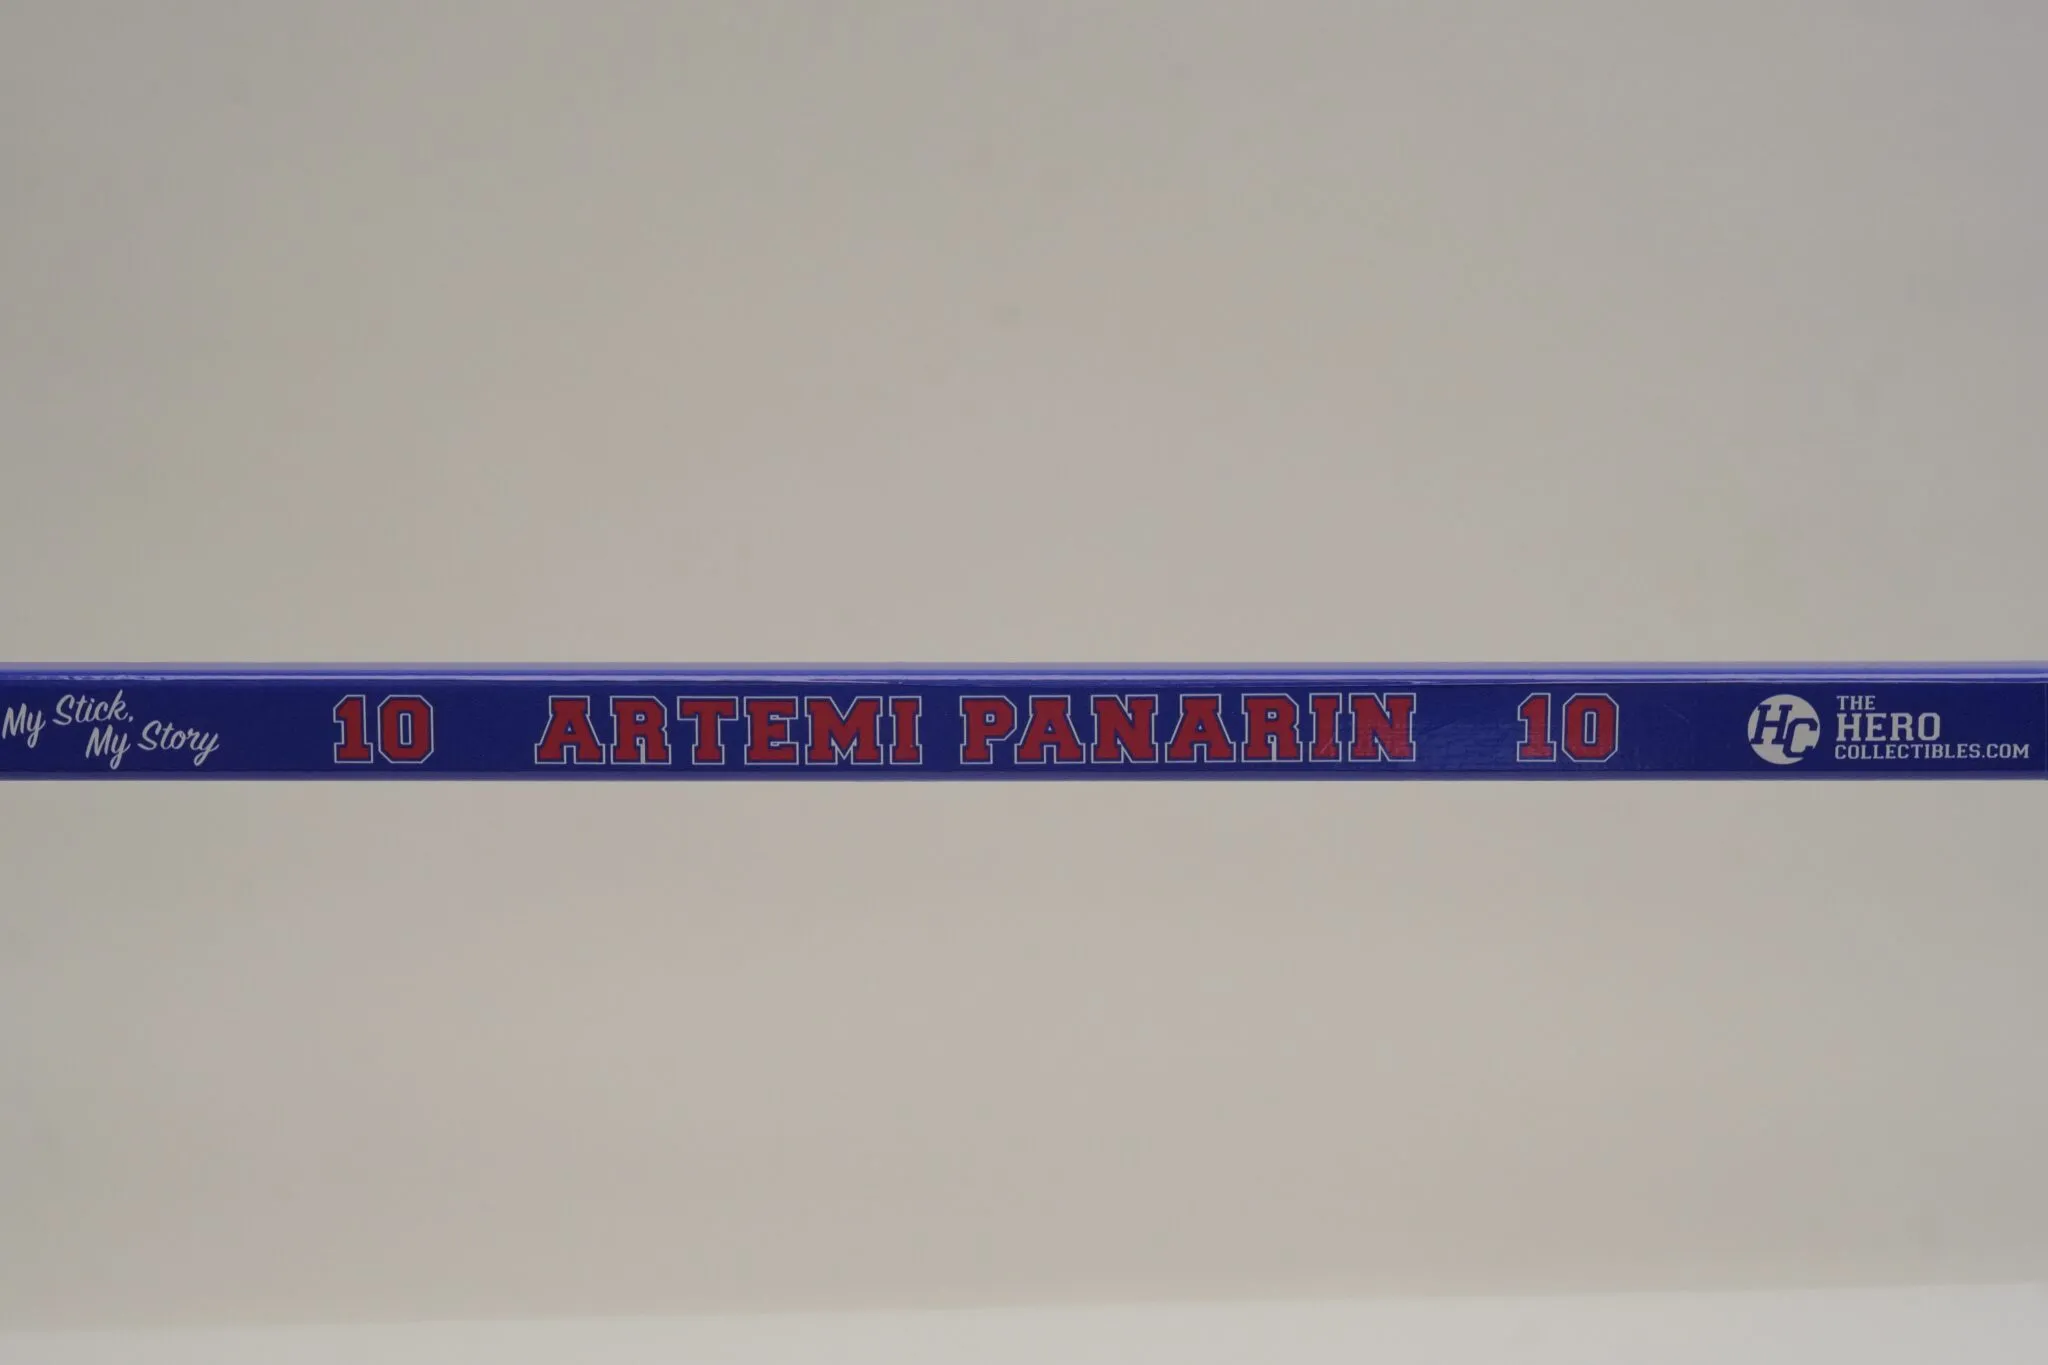 My Stick,
My Story
10 ARTEMI PANARIN 10
HC
THE
HERO
COLLECTIBLES.COM